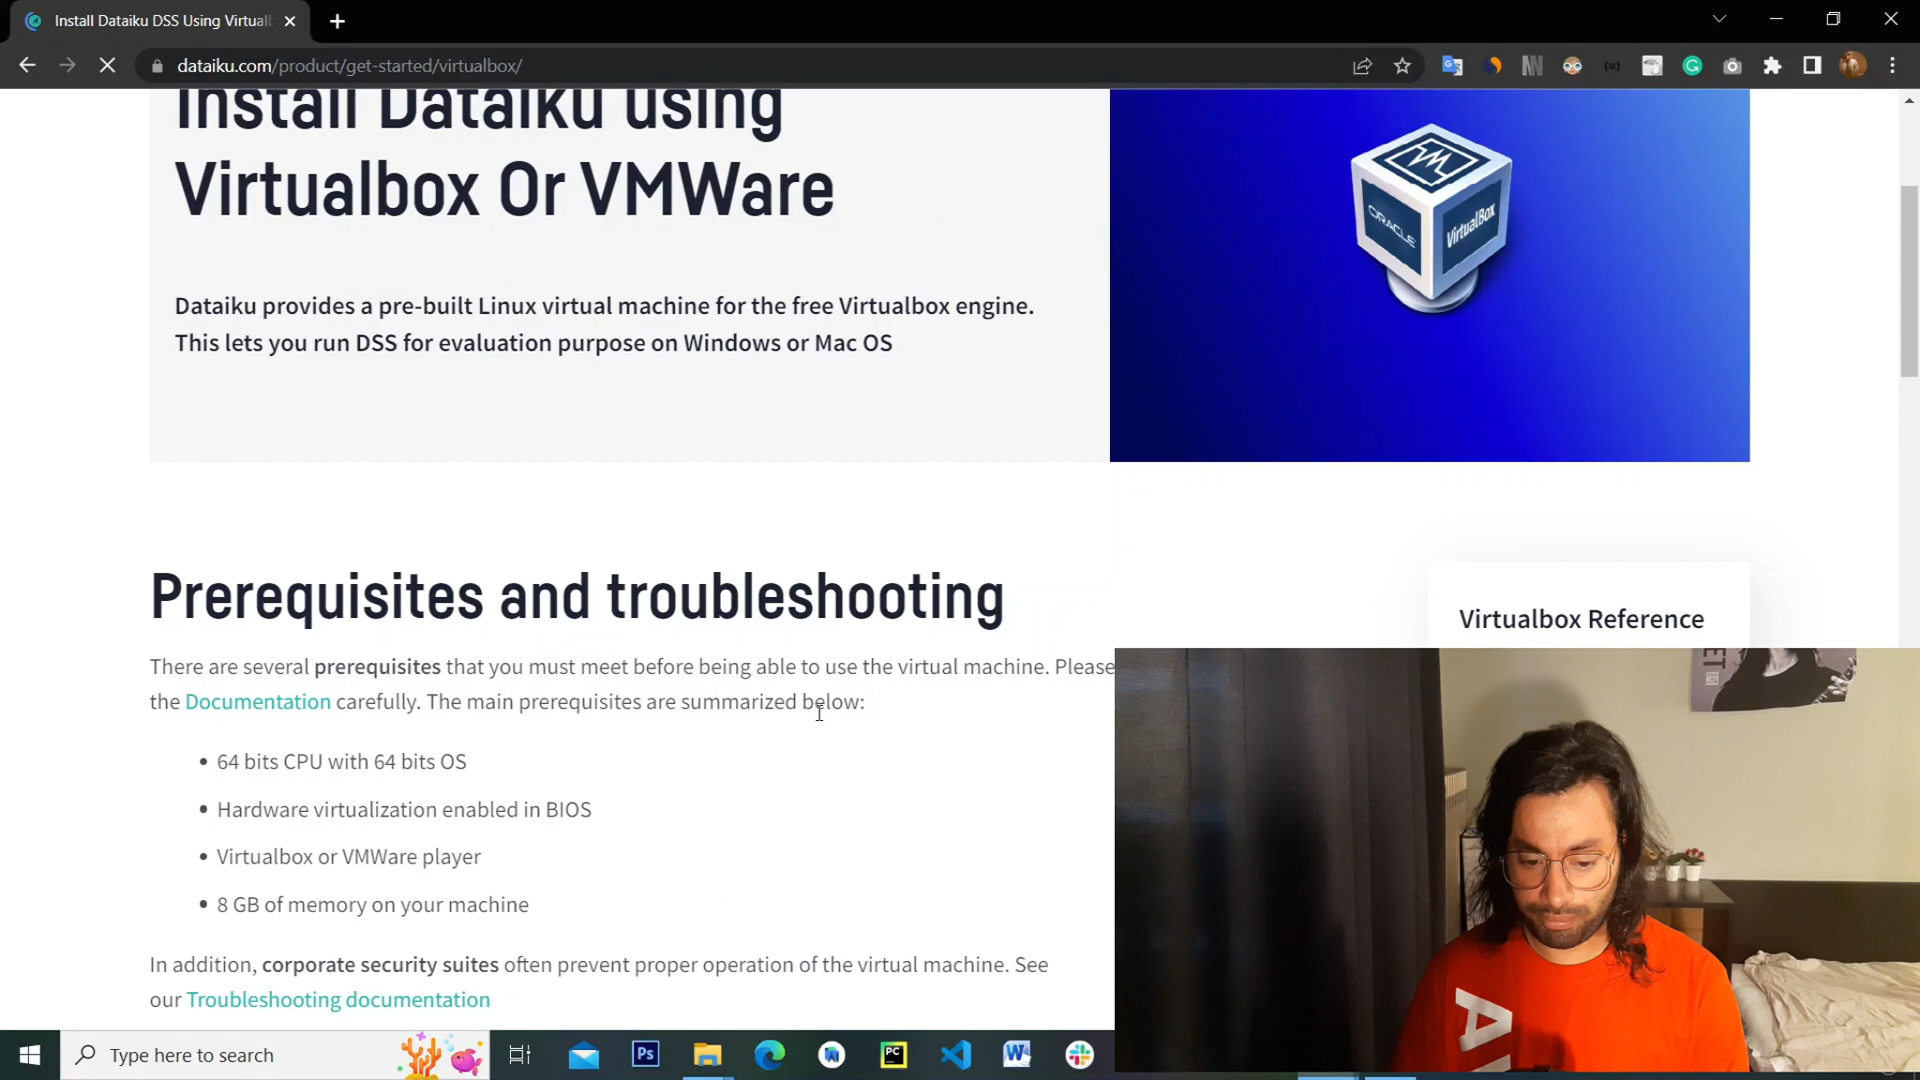 Install Dataiku DSS Using Virtual
dataiku.com/product/get-started/virtualbox/
Install Dataiku using
Virtualbox Or VMWare
ORACLE
VirtualBox
Dataiku provides a pre-built Linux virtual machine for the free Virtualbox engine.
This lets you run DSS for evaluation purpose on Windows or Mac OS
Prerequisites and troubleshooting
Virtualbox Reference
There are several prerequisites that you must meet before being able to use the virtual machine. Please
the Documentation carefully. The main prerequisites are summarized below:
• 64 bits CPU with 64 bits OS
• Hardware virtualization enabled in BIOS
• Virtualbox or VMWare player
• 8 GB of memory on your machine
In addition, corporate security suites often prevent proper operation of the virtual machine. See
our Troubleshooting documentation
Type here to search
Ps
PC
W